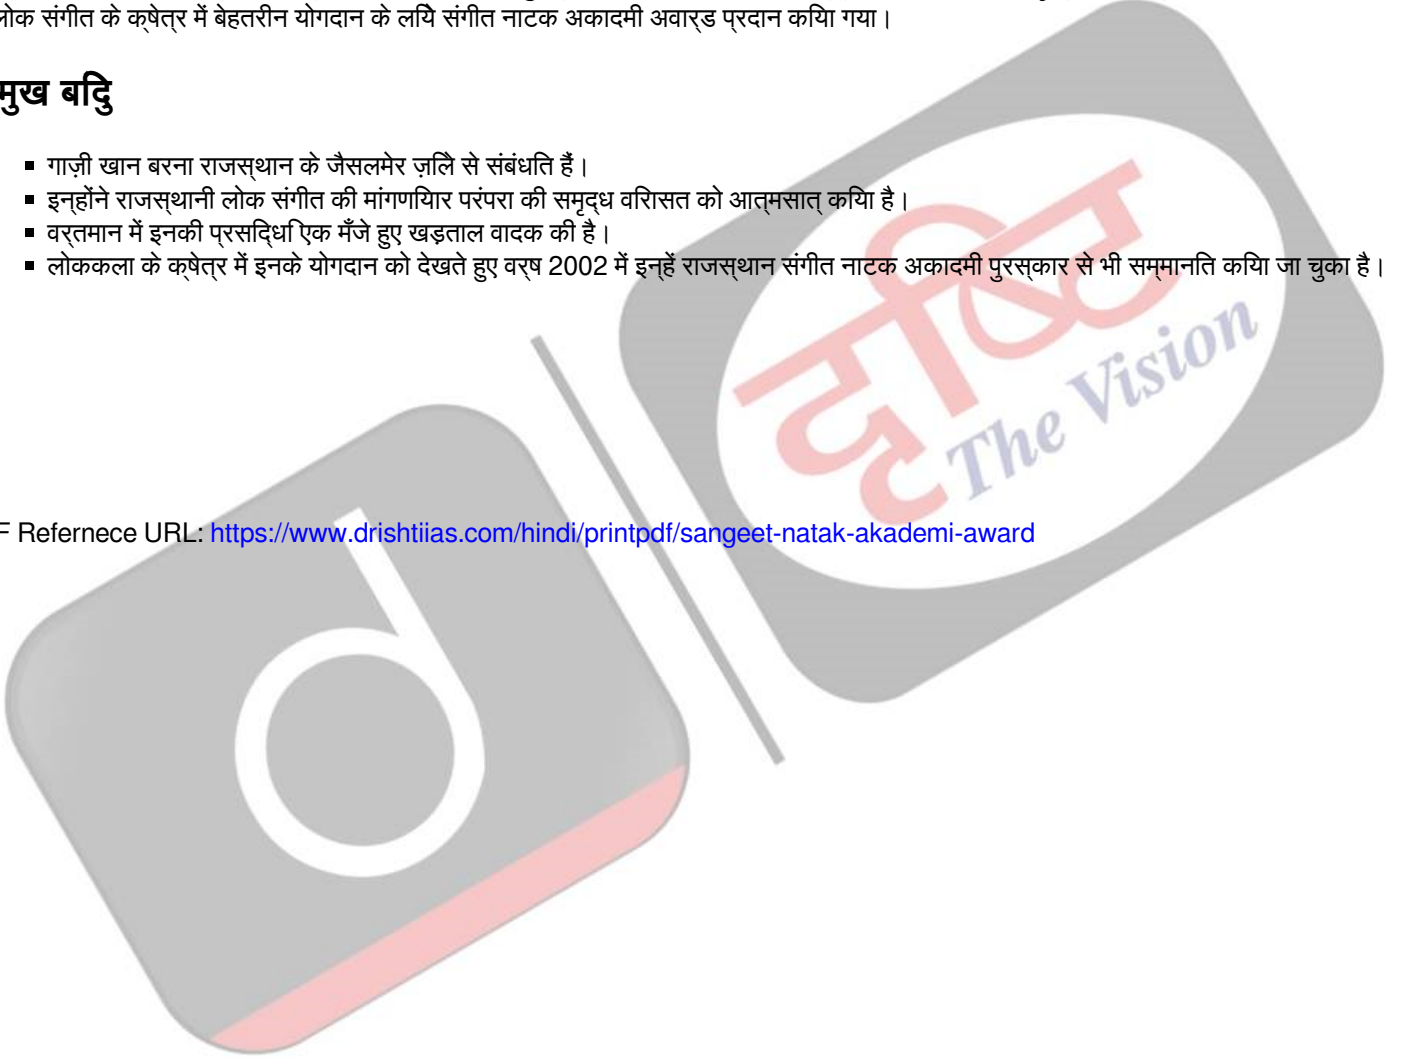 लोक संगीत के क्षेत्र में बेहतरीन योगदान के लिये संगीत नाटक अकादमी अवार्ड प्रदान किया गया।
मुख बिंदु
▪ गाज़ी खान बरना राजस्थान के जैसलमेर ज़िले से संबंधित हैं।
▪ इन्होंने राजस्थानी लोक संगीत की मांगणियार परंपरा की समृद्ध विरासत को आत्मसात् किया है।
▪ वर्तमान में इनकी प्रसिद्धि एक मँजे हुए खड़ताल वादक की है।
▪ लोककला के क्षेत्र में इनके योगदान को देखते हुए वर्ष 2002 में इन्हें राजस्थान संगीत नाटक अकादमी पुरस्कार से भी सम्मानित किया जा चुका है।
दृष्टि
The Vision
F Refernece URL: https://www.drishtiias.com/hindi/printpdf/sangeet-natak-akademi-award
d